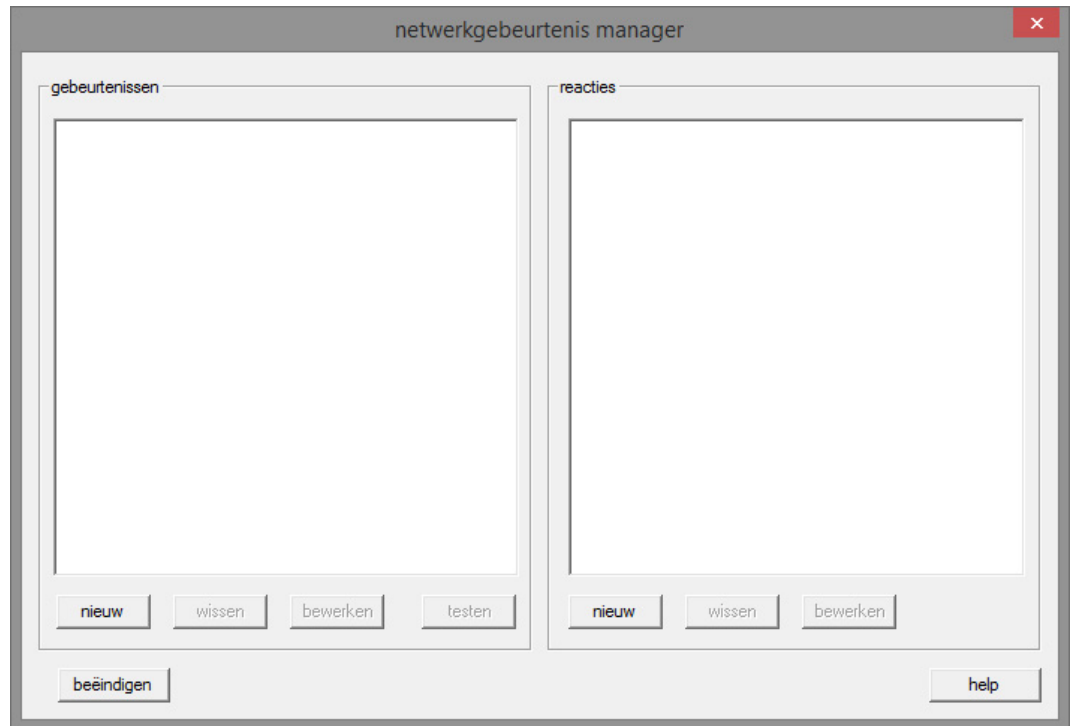 netwerkgebeurtenis manager
gebeurtenissen
nieuw wissen bewerken testen
reacties
nieuw wissen bewerken
beëindigen
help